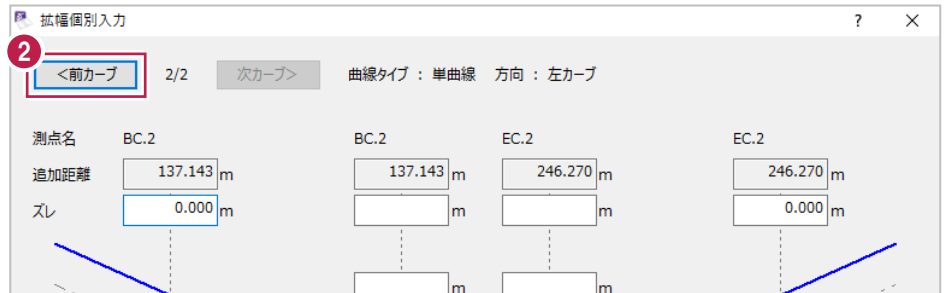 拡幅個別入力 ? ×
2
<前カーブ 2/2 次カーブ> 曲線タイプ : 単曲線 方向 : 左カーブ
測点名 BC.2 BC.2 EC.2 EC.2
追加距離 137.143 m 137.143 m 246.270 m 246.270 m
ズレ 0.000 m m m 0.000 m
m m